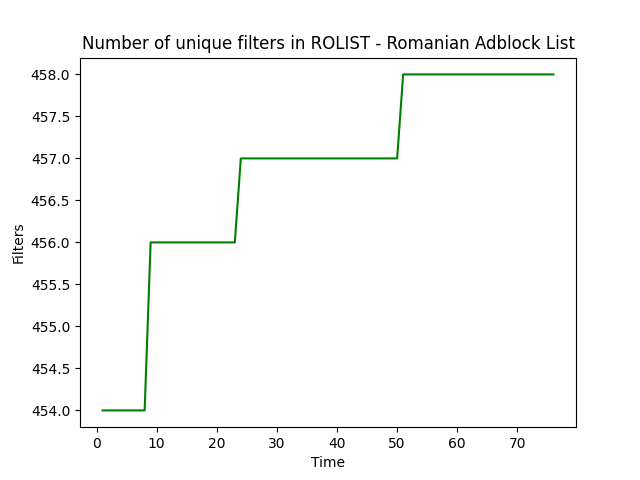 Number of unique filters in ROLIST - Romanian Adblock List
458.0
457.5
457.0
456.5
456.0
455.5
455.0
454.5
454.0
Filters
0 10 20 30 40 50 60 70
Time